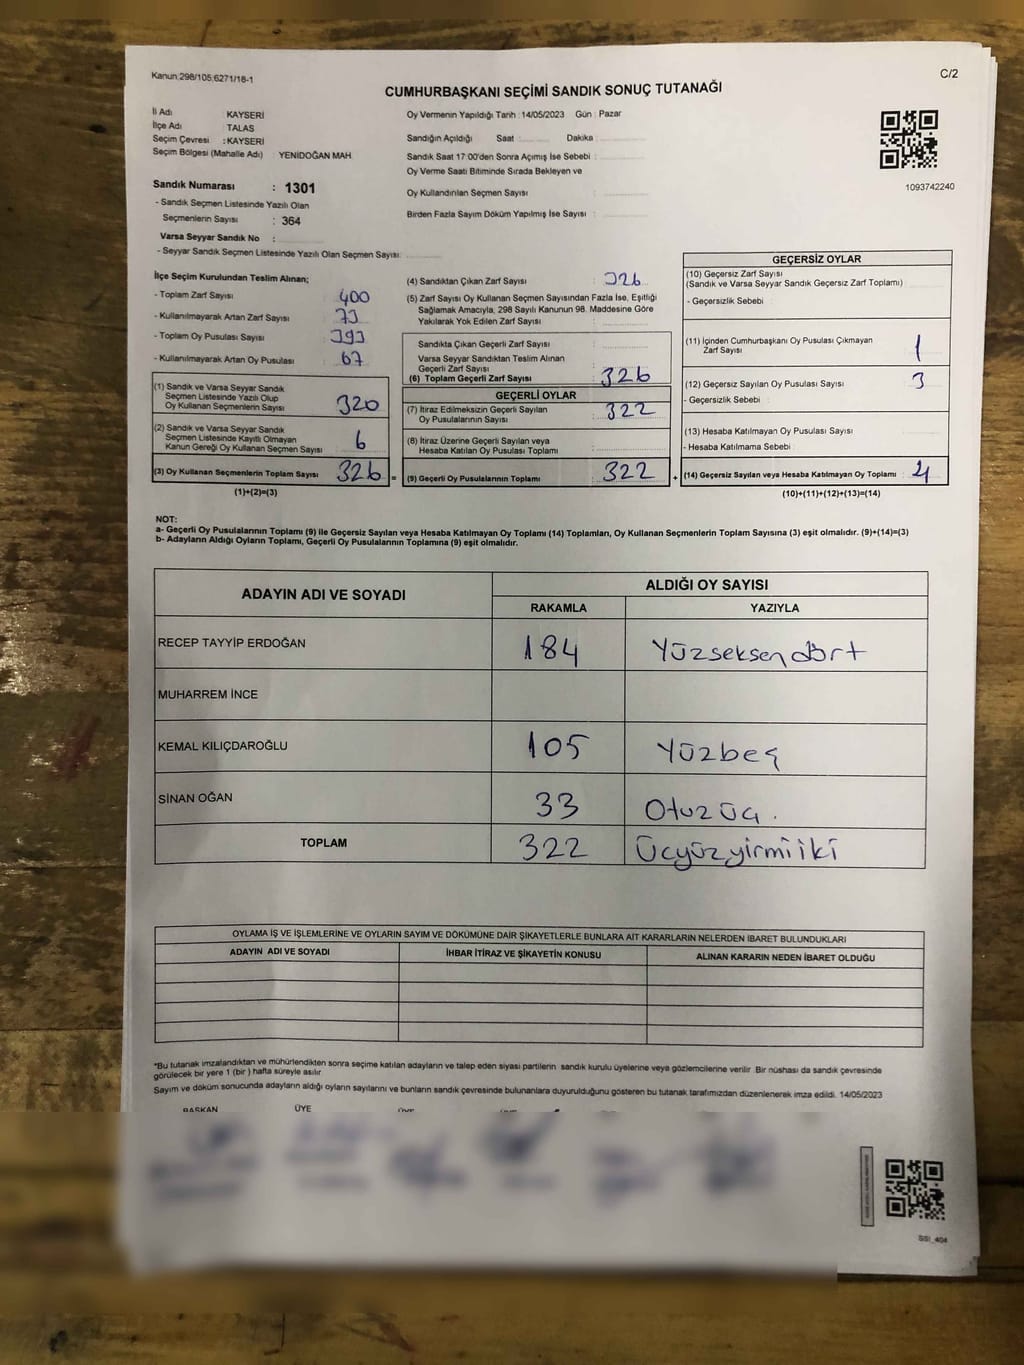 Kanun:298/105;6271/18-1
C/2
CUMHURBAŞKANI SEÇİMİ SANDIK SONUÇ TUTANAĞI
İl Adı KAYSERİ
İlçe Adı TALAS
Seçim Çevresi : KAYSERİ
Seçim Bölgesi (Mahalle Adı) : YENİDOĞAN MAH.
Sandık Numarası : 1301
- Sandık Seçmen Listesinde Yazılı Olan
Seçmenlerin Sayısı : 364
Varsa Seyyar Sandık No :
- Seyyar Sandık Seçmen Listesinde Yazılı Olan Seçmen Sayısı:
Oy Vermenin Yapıldığı Tarih : 14/05/2023 Gün : Pazar
Sandığın Açıldığı Saat : Dakika :
Sandık Saat 17:00'den Sonra Açımış İse Sebebi :
Oy Verme Saati Bitiminde Sırada Bekleyen ve
Oy Kullandırılan Seçmen Sayısı :
Birden Fazla Sayım Döküm Yapılmış İse Sayısı :
1093742240
İlçe Seçim Kurulundan Teslim Alınan;
- Toplam Zarf Sayısı 400
- Kullanılmayarak Artan Zarf Sayısı 73
- Toplam Oy Pusulası Sayısı 393
- Kullanılmayarak Artan Oy Pusulası 67
(1) Sandık ve Varsa Seyyar Sandık
Seçmen Listesinde Yazılı Olup
Oy Kullanan Seçmenlerin Sayısı 320
(2) Sandık ve Varsa Seyyar Sandık
Seçmen Listesinde Kayıtlı Olmayan
Kanun Gereği Oy Kullanan Seçmen Sayısı 6
(3) Oy Kullanan Seçmenlerin Toplam Sayısı 326 =
(1)+(2)=(3)
(4) Sandıktan Çıkan Zarf Sayısı : 326
(5) Zarf Sayısı Oy Kullanan Seçmen Sayısından Fazla İse, Eşitliği
Sağlamak Amacıyla, 298 Sayılı Kanunun 98. Maddesine Göre
Yakılarak Yok Edilen Zarf Sayısı :
Sandıkta Çıkan Geçerli Zarf Sayısı :
Varsa Seyyar Sandıktan Teslim Alınan
Geçerli Zarf Sayısı :
(6) Toplam Geçerli Zarf Sayısı : 326
GEÇERLİ OYLAR
(7) İtiraz Edilmeksizin Geçerli Sayılan
Oy Pusulalarının Sayısı : 322
(8) İtiraz Üzerine Geçerli Sayılan veya
Hesaba Katılan Oy Pusulası Toplamı :
(9) Geçerli Oy Pusulalarının Toplamı : 322 +
GEÇERSİZ OYLAR
(10) Geçersiz Zarf Sayısı
(Sandık ve Varsa Seyyar Sandık Geçersiz Zarf Toplamı) :
- Geçersizlik Sebebi :
(11) İçinden Cumhurbaşkanı Oy Pusulası Çıkmayan
Zarf Sayısı 1
(12) Geçersiz Sayılan Oy Pusulası Sayısı : 3
- Geçersizlik Sebebi :
(13) Hesaba Katılmayan Oy Pusulası Sayısı :
- Hesaba Katılmama Sebebi :
(14) Geçersiz Sayılan veya Hesaba Katılmayan Oy Toplamı : 4
(10)+(11)+(12)+(13)=(14)
NOT:
a- Geçerli Oy Pusulalarının Toplamı (9) ile Geçersiz Sayılan veya Hesaba Katılmayan Oy Toplamı (14) Toplamları, Oy Kullanan Seçmenlerin Toplam Sayısına (3) eşit olmalıdır. (9)+(14)=(3)
b- Adayların Aldığı Oyların Toplamı, Geçerli Oy Pusulalarının Toplamına (9) eşit olmalıdır.
ADAYIN ADI VE SOYADI ALDIĞI OY SAYISI
RAKAMLA YAZIYLA
RECEP TAYYİP ERDOĞAN 184 Yüzseksendört
MUHARREM İNCE
KEMAL KILIÇDAROĞLU 105 Yüzbeş
SİNAN OĞAN 33 Otuzüç.
TOPLAM 322 Üçyüzyirmiiki
OYLAMA İŞ VE İŞLEMLERİNE VE OYLARIN SAYIM VE DÖKÜMÜNE DAİR ŞİKAYETLERLE BUNLARA AİT KARARLARIN NELERDEN İBARET BULUNDUKLARI
ADAYIN ADI VE SOYADI İHBAR İTİRAZ VE ŞİKAYETİN KONUSU ALINAN KARARIN NEDEN İBARET OLDUĞU
*Bu tutanak imzalandıktan ve mühürlendikten sonra seçime katılan adayların ve talep eden siyasi partilerin sandık kurulu üyelerine veya gözlemcilerine verilir. Bir nüshası da sandık çevresinde
görülecek bir yere 1 (bir) hafta süreyle asılır.
Sayım ve döküm sonucunda adayların aldığı oyların sayılarını ve bunların sandık çevresinde bulunanlara duyurulduğunu gösteren bu tutanak tarafımızdan düzenlenerek imza edildi. 14/05/2023
BAŞKAN ÜYE ÜYE ÜYE
SSI_404